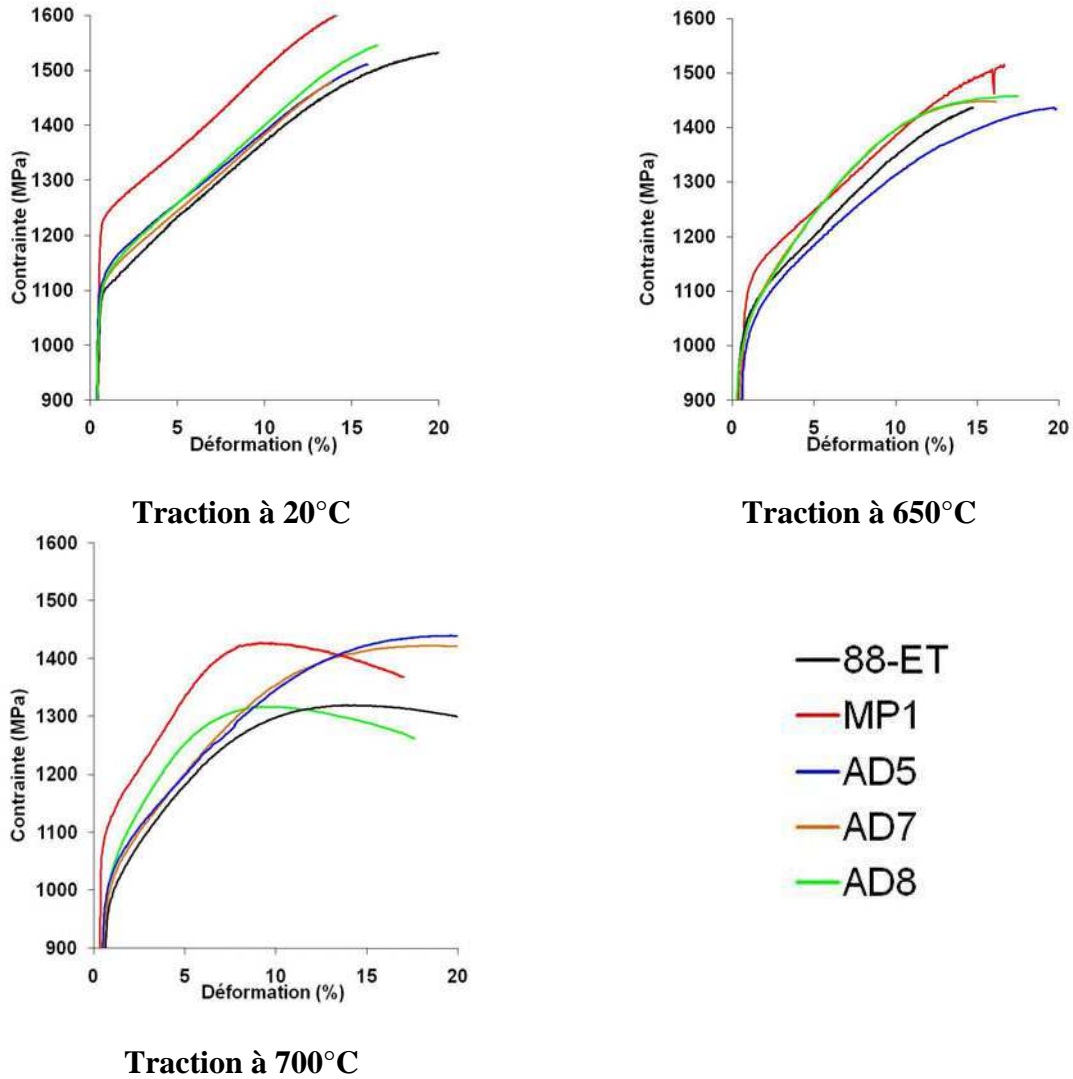 1600
1500
1400
1300
1200
1100
1000
900
Contrainte (MPa)
0 5 10 15 20
Déformation (%)
Traction à 20°C
1600
1500
1400
1300
1200
1100
1000
900
Contrainte (MPa)
0 5 10 15 20
Déformation (%)
Traction à 650°C
1600
1500
1400
1300
1200
1100
1000
900
Contrainte (MPa)
0 5 10 15 20
Déformation (%)
Traction à 700°C
88-ET
MP1
AD5
AD7
AD8